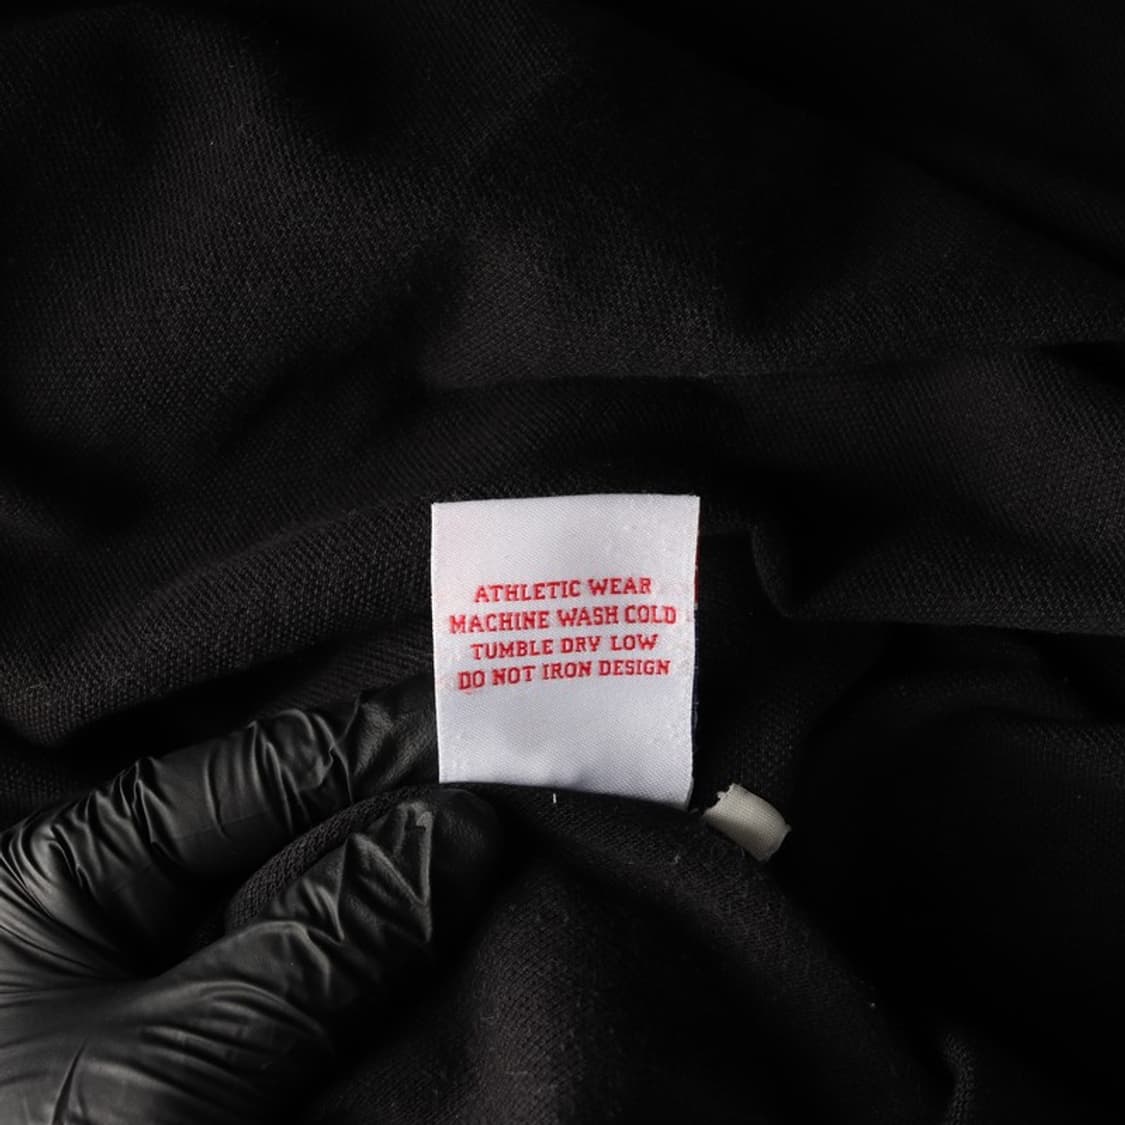 ATHLETIC WEAR
MACHINE WASH COLD
TUMBLE DRY LOW
DO NOT IRON DESIGN